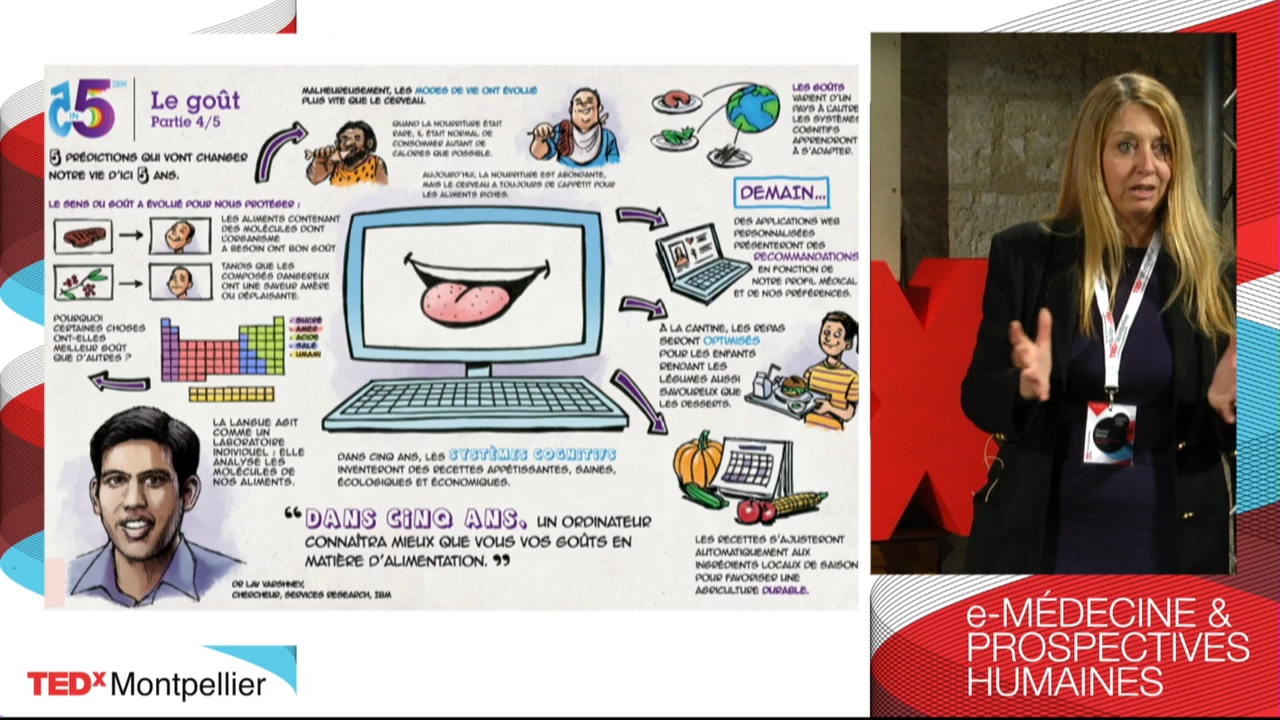 5
IN
IBM
Le goût
Partie 4/5
5 PRÉDICTIONS QUI VONT CHANGER
NOTRE VIE D'ICI 5 ANS.
LE SENS DU GOÛT A ÉVOLUÉ POUR NOUS PROTÉGER :
LES ALIMENTS CONTENANT
DES MOLÉCULES DONT
L'ORGANISME
A BESOIN ONT BON GOÛT
TANDIS QUE LES
COMPOSÉS DANGEREUX
ONT UNE SAVEUR AMÈRE
OU DÉPLAISANTE.
POURQUOI
CERTAINES CHOSES
ONT-ELLES
MEILLEUR GOÛT
QUE D'AUTRES ?
SUCRÉ
AMER
ACIDE
SALÉ
UMAMI
LA LANGUE AGIT
COMME UN
LABORATOIRE
INDIVIDUEL : ELLE
ANALYSE LES
MOLÉCULES DE
NOS ALIMENTS.
MALHEUREUSEMENT, LES MODES DE VIE ONT ÉVOLUÉ
PLUS VITE QUE LE CERVEAU.
QUAND LA NOURRITURE ÉTAIT
RARE, IL ÉTAIT NORMAL DE
CONSOMMER AUTANT DE
CALORIES QUE POSSIBLE.
AUJOURD'HUI, LA NOURRITURE EST ABONDANTE,
MAIS LE CERVEAU A TOUJOURS DE L'APPÉTIT POUR
LES ALIMENTS RICHES.
DANS CINQ ANS, LES SYSTÈMES COGNITIFS
INVENTERONT DES RECETTES APPÉTISSANTES, SAINES,
ÉCOLOGIQUES ET ÉCONOMIQUES.
“DANS CINQ ANS, UN ORDINATEUR
CONNAÎTRA MIEUX QUE VOUS VOS GOÛTS EN
MATIÈRE D'ALIMENTATION.”
DR LAV VARSHNEY,
CHERCHEUR, SERVICES RESEARCH, IBM
LES GOÛTS
VARIENT D'UN
PAYS À L'AUTRE
LES SYSTÈMES
COGNITIFS
APPRENDRONT
À S'ADAPTER.
DEMAIN...
DES APPLICATIONS WEB
PERSONNALISÉES
PRÉSENTERONT DES
RECOMMANDATIONS
EN FONCTION DE
NOTRE PROFIL MÉDICAL
ET DE NOS PRÉFÉRENCES.
À LA CANTINE, LES REPAS
SERONT OPTIMISÉS
POUR LES ENFANTS
RENDANT LES
LÉGUMES AUSSI
SAVOUREUX QUE
LES DESSERTS.
LES RECETTES S'AJUSTERONT
AUTOMATIQUEMENT AUX
INGRÉDIENTS LOCAUX DE SAISON
POUR FAVORISER UNE
AGRICULTURE DURABLE.
TEDx Montpellier
e-MÉDECINE &
PROSPECTIVES
HUMAINES